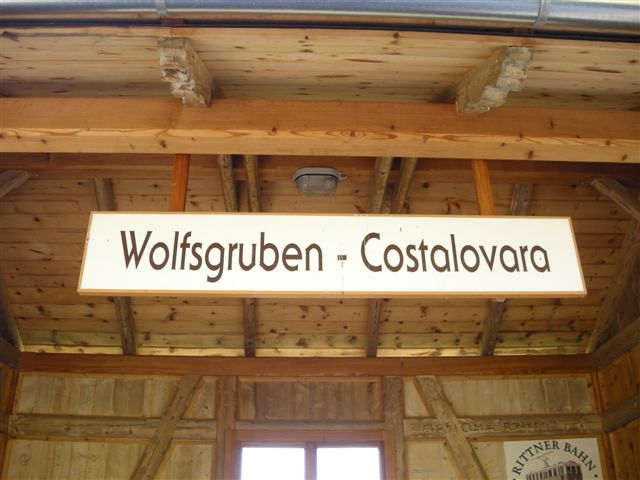 Wolfsgruben - Costalovara
RITTNER BAHN